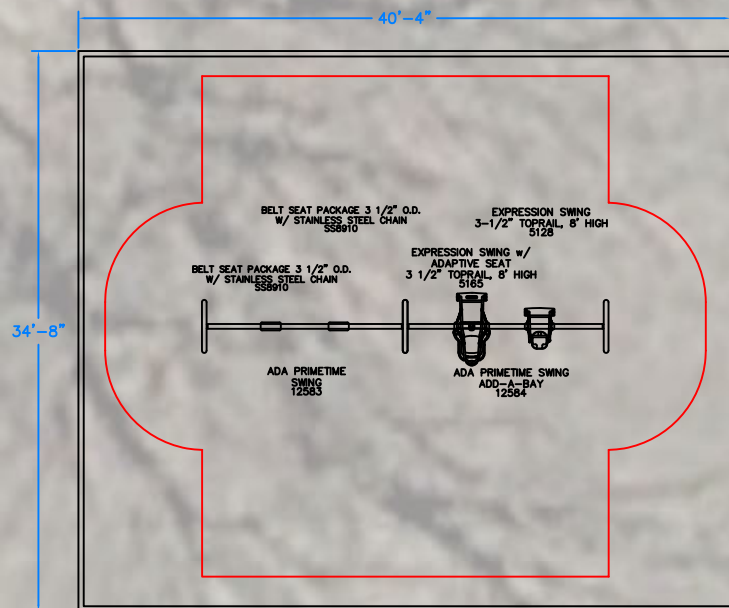 40'-4"
34'-8"
BELT SEAT PACKAGE 3 1/2" O.D.
W/ STAINLESS STEEL CHAIN
SS8910
EXPRESSION SWING
3-1/2" TOPRAIL, 8' HIGH
5128
BELT SEAT PACKAGE 3 1/2" O.D.
W/ STAINLESS STEEL CHAIN
SS8910
EXPRESSION SWING w/
ADAPTIVE SEAT
3 1/2" TOPRAIL, 8' HIGH
5165
ADA PRIMETIME
SWING
12583
ADA PRIMETIME SWING
ADD-A-BAY
12584